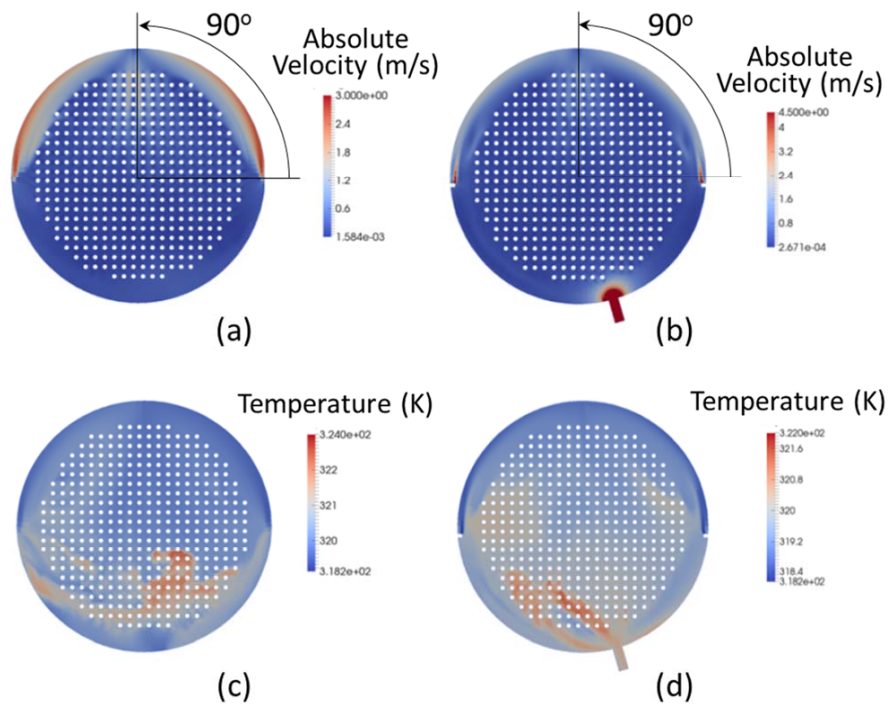 90o
Absolute
Velocity (m/s)
3.000e+00
2.4
1.8
1.2
0.6
1.584e-03
(a)
90o
Absolute
Velocity (m/s)
4.500e+00
4
3.2
2.4
1.6
0.8
2.671e-04
(b)
Temperature (K)
3.240e+02
322
321
320
3.182e+02
(c)
Temperature (K)
3.220e+02
321.6
320.8
320
319.2
318.4
3.182e+02
(d)